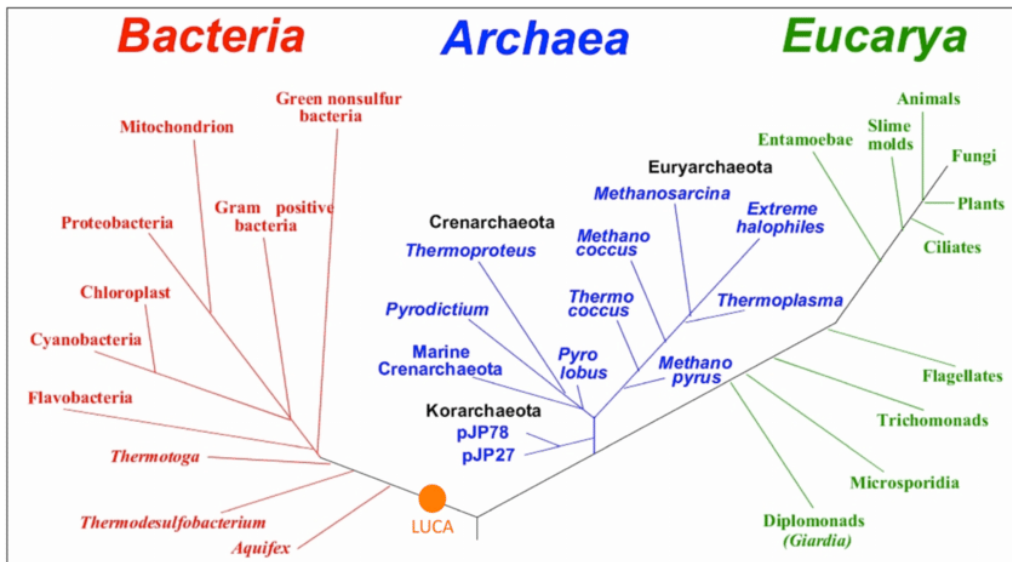 Bacteria
Archaea
Eucarya
Green nonsulfur
bacteria
Mitochondrion
Gram positive
bacteria
Proteobacteria
Chloroplast
Cyanobacteria
Flavobacteria
Thermotoga
Thermodesulfobacterium
Aquifex
LUCA
Crenarchaeota
Thermoproteus
Pyrodictium
Marine
Crenarchaeota
Pyro
lobus
Korarchaeota
pJP78
pJP27
Euryarchaeota
Methanosarcina
Extreme
halophiles
Methano
coccus
Thermo
coccus
Thermoplasma
Methano
pyrus
Animals
Slime
molds
Entamoebae
Fungi
Plants
Ciliates
Flagellates
Trichomonads
Microsporidia
Diplomonads
(Giardia)